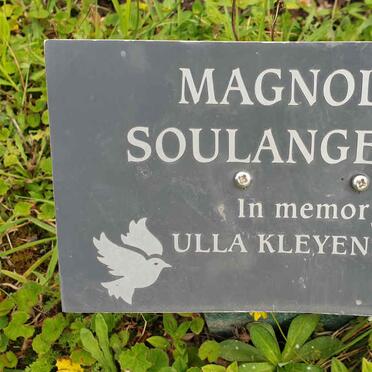 MAGNOL
SOULANGE
In memor
ULLA KLEYEN